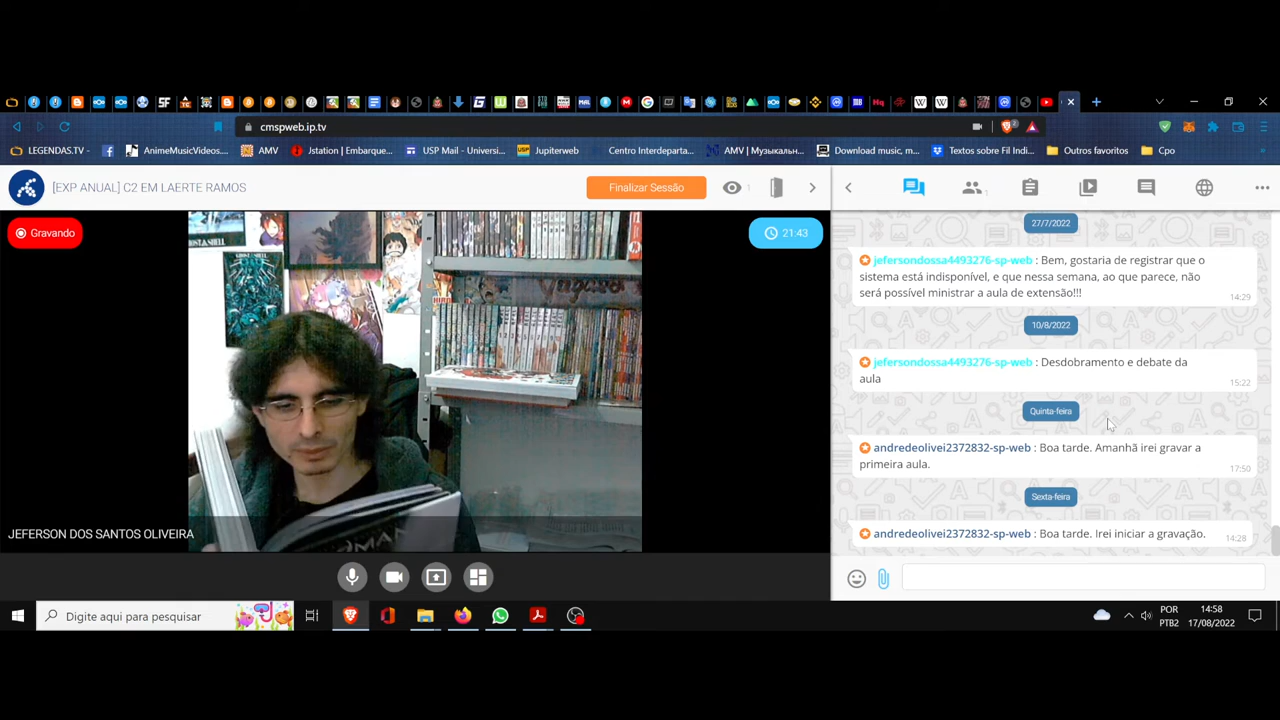 cmspweb.ip.tv
2
LEGENDAS.TV -
AnimeMusicVideos....
AMV
Jstation | Embarque...
USP Mail - Universi...
Jupiterweb
Centro Interdeparta...
AMV | Музыкальн...
Download music, m...
Textos sobre Fil Indi...
Outros favoritos
Cpo
[EXP ANUAL] C2 EM LAERTE RAMOS
Finalizar Sessão
1
1
Gravando
21:43
JEFERSON DOS SANTOS OLIVEIRA
27/7/2022
jefersondossa4493276-sp-web : Bem, gostaria de registrar que o
sistema está indisponível, e que nessa semana, ao que parece, não
será possível ministrar a aula de extensão!!!
14:29
10/8/2022
jefersondossa4493276-sp-web : Desdobramento e debate da
aula
15:22
Quinta-feira
andredeolivei2372832-sp-web : Boa tarde. Amanhã irei gravar a
primeira aula.
17:50
Sexta-feira
andredeolivei2372832-sp-web : Boa tarde. Irei iniciar a gravação.
14:28
Digite aqui para pesquisar
POR
PTB2
14:58
17/08/2022